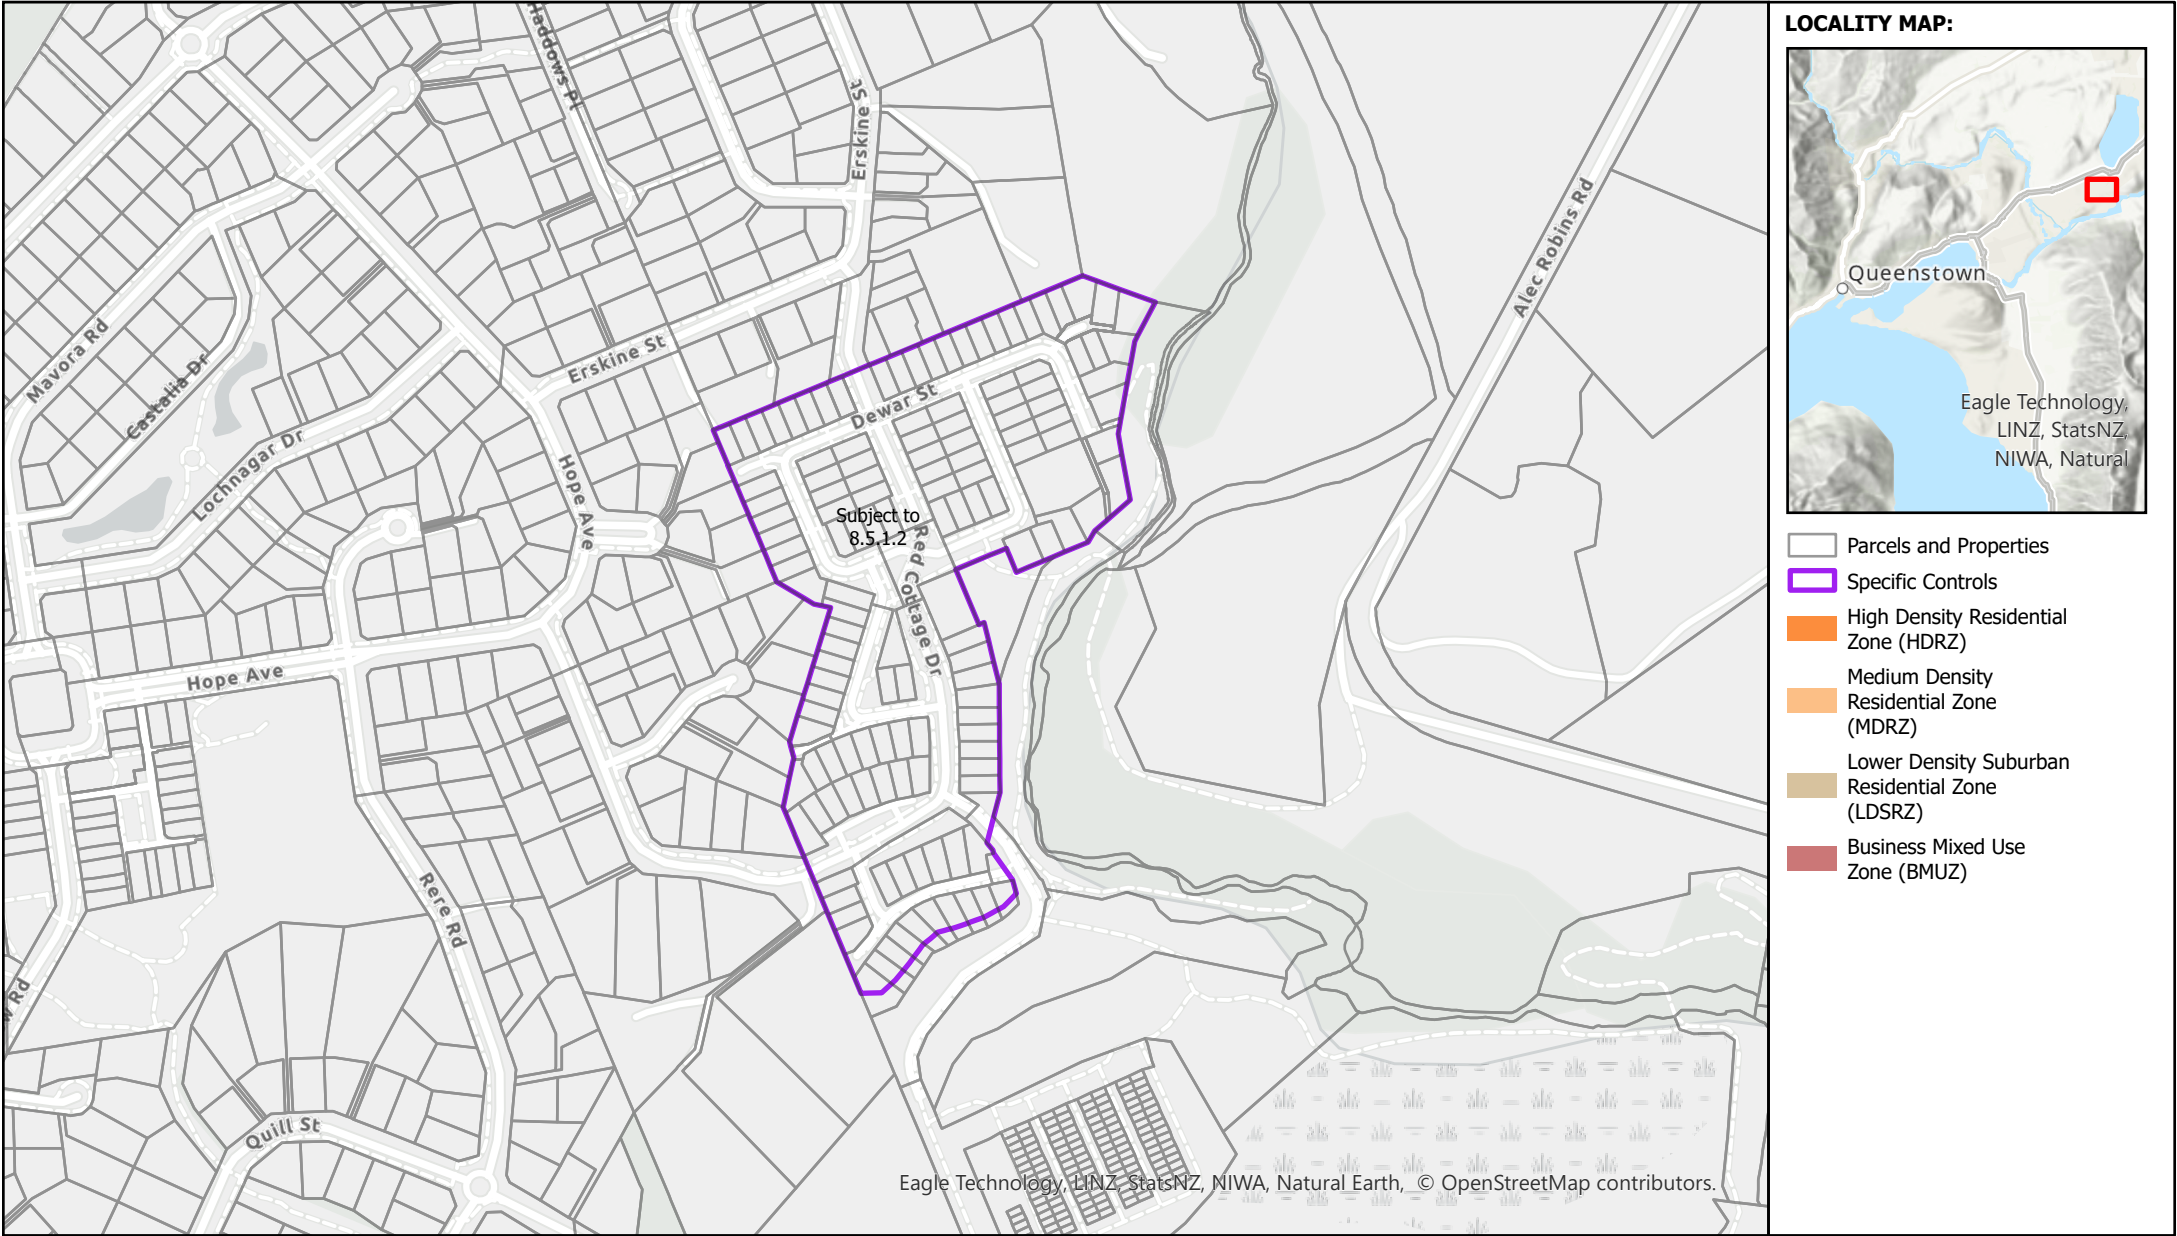 Haddows Pl
Erskine St
Alec Robins Rd
Mavora Rd
Castalia Dr
Erskine St
Dewar St
Lochnagar Dr
Hope Ave
Subject to
8.5.1.2
Red Cottage Dr
Hope Ave
Rere Rd
w Rd
Quill St
Eagle Technology, LINZ, StatsNZ, NIWA, Natural Earth, © OpenStreetMap contributors.
LOCALITY MAP:
Queenstown
Eagle Technology,
LINZ, StatsNZ,
NIWA, Natural
Parcels and Properties
Specific Controls
High Density Residential
Zone (HDRZ)
Medium Density
Residential Zone
(MDRZ)
Lower Density Suburban
Residential Zone
(LDSRZ)
Business Mixed Use
Zone (BMUZ)